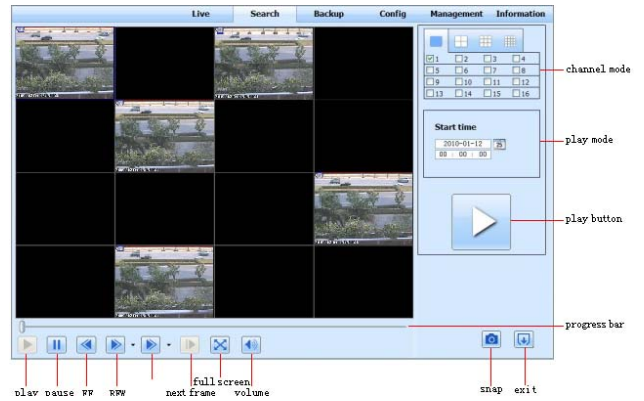 Live Search Backup Config Management Information
1 2 3 4
5 6 7 8
9 10 11 12
13 14 15 16
channel mode
Start time
2010-01-12 35
00 : 00 : 00
play mode
play button
progress bar
full screen
play pause FF REW next frame volume
snap exit